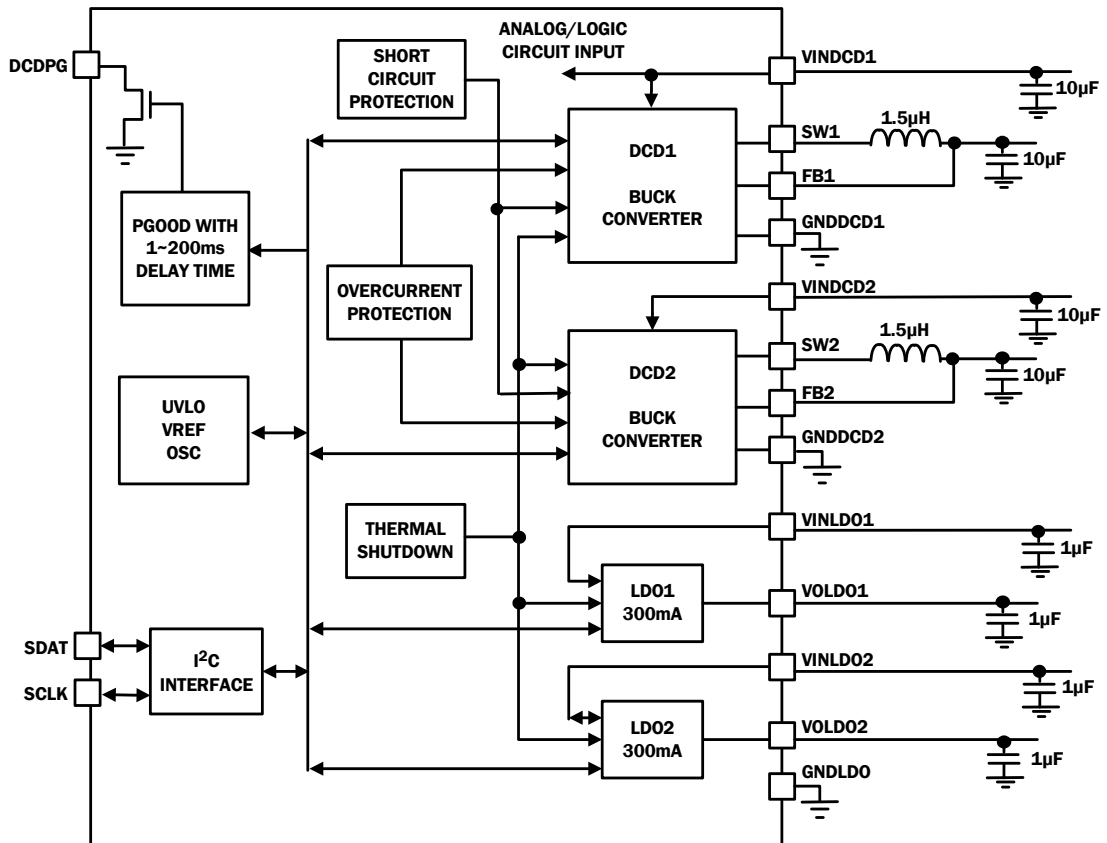 ANALOG/LOGIC
CIRCUIT INPUT
DCDPG
SHORT
CIRCUIT
PROTECTION
VINDCD1
10µF
1.5µH
SW1
10µF
FB1
GNDDCD1
DCD1
BUCK
CONVERTER
PGOOD WITH
1~200ms
DELAY TIME
OVERCURRENT
PROTECTION
VINDCD2
10µF
1.5µH
SW2
10µF
FB2
GNDDCD2
DCD2
BUCK
CONVERTER
UVLO
VREF
OSC
THERMAL
SHUTDOWN
VINLDO1
1µF
LDO1
300mA
VOLDO1
1µF
SDAT
SCLK
I²C
INTERFACE
VINLDO2
1µF
LDO2
300mA
VOLDO2
1µF
GNDLDO